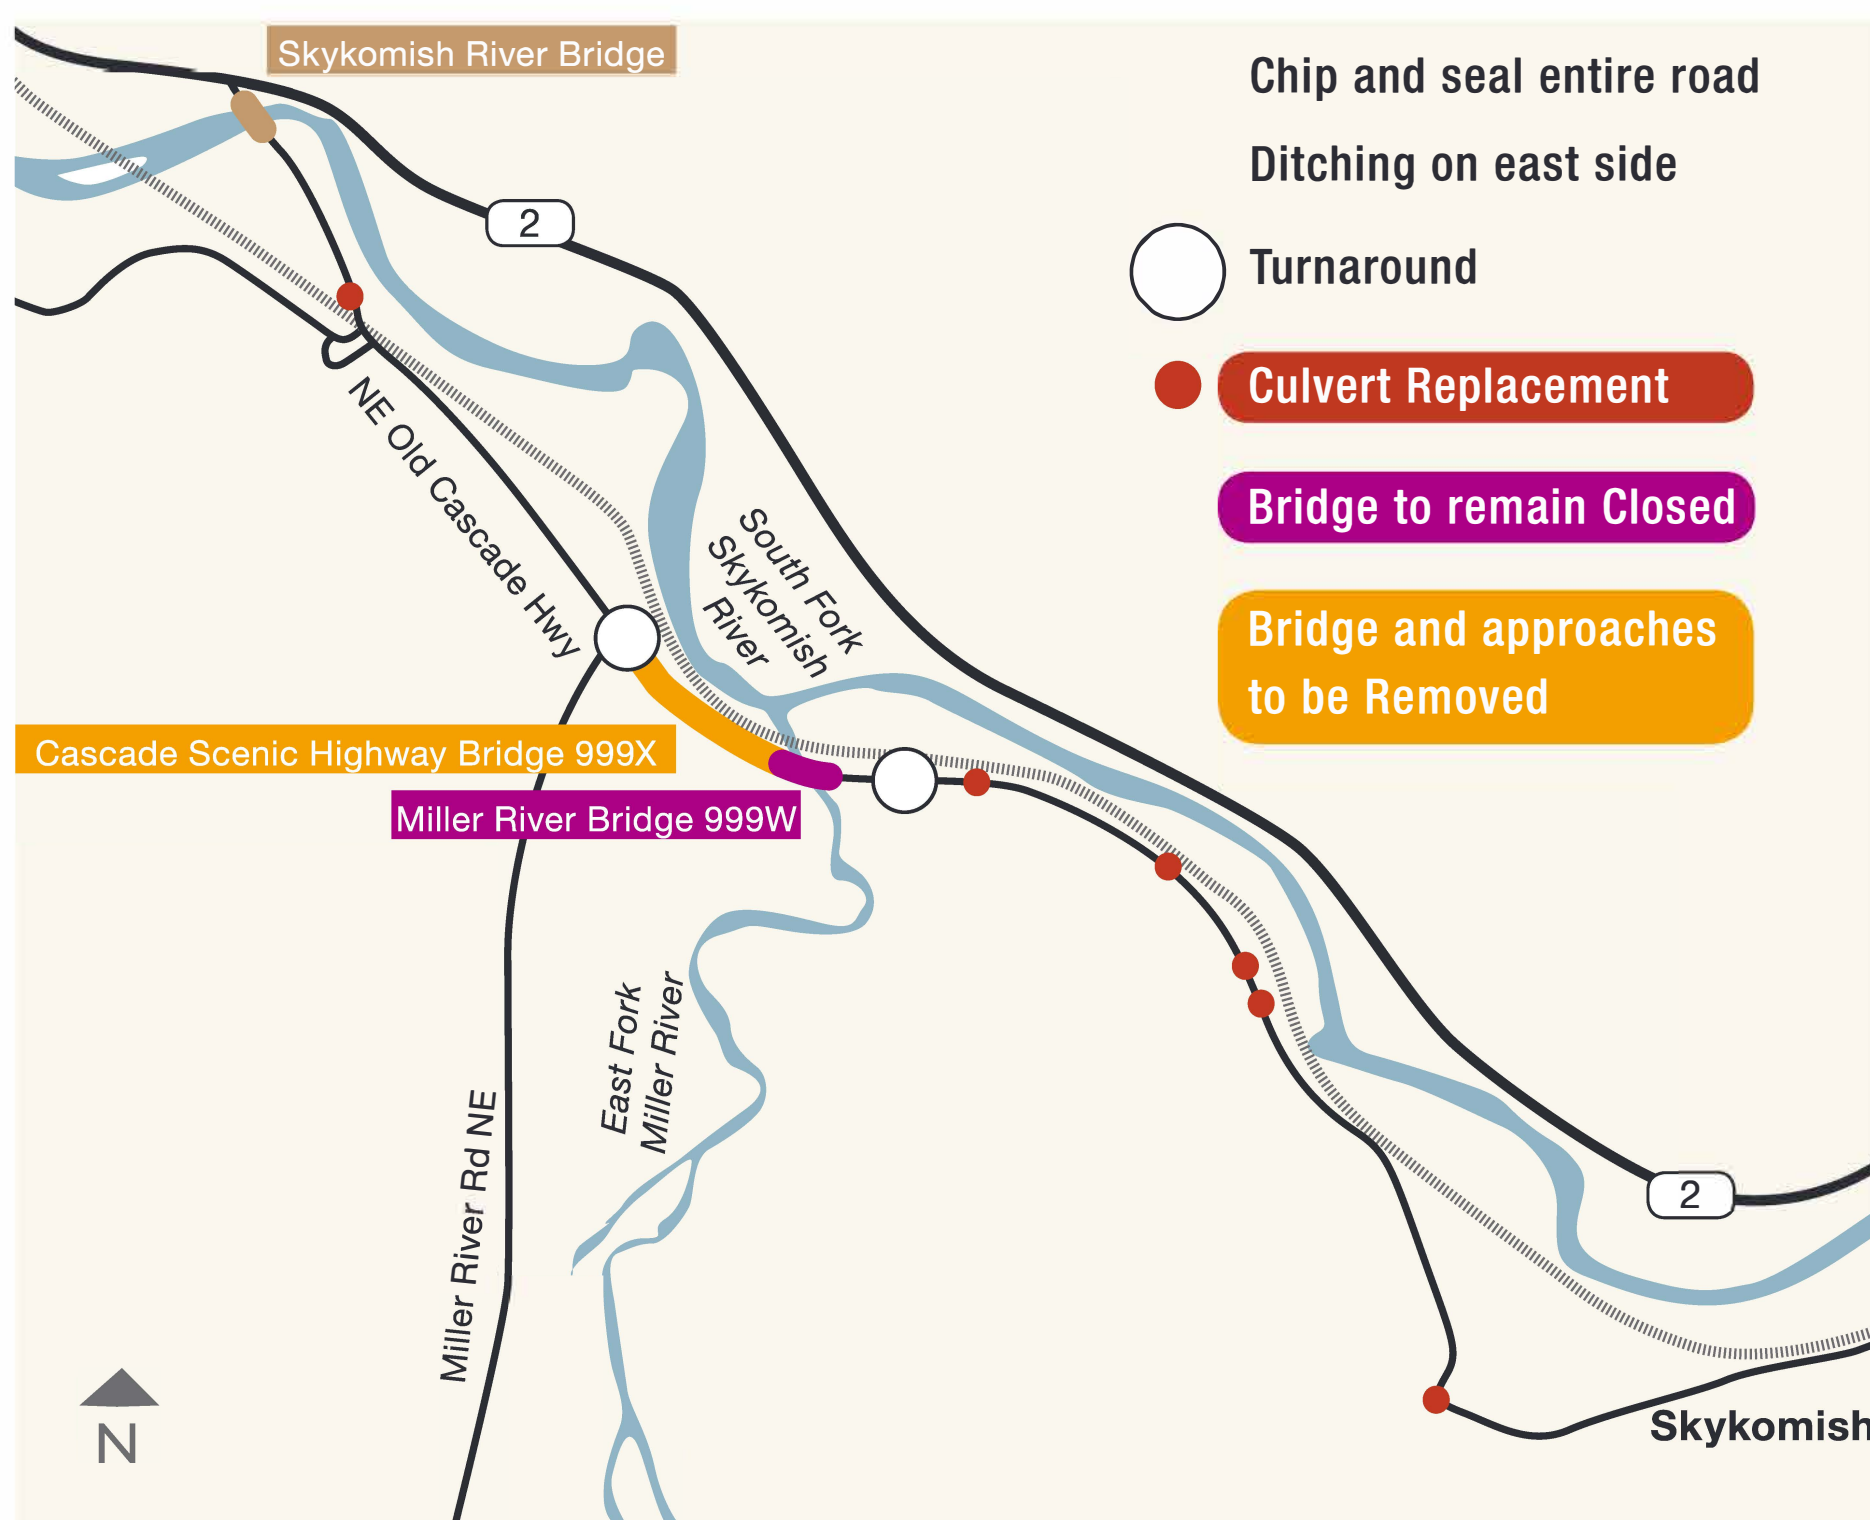 Skykomish River Bridge
Chip and seal entire road
Ditching on east side
2
Turnaround
Culvert Replacement
NE Old Cascade Hwy
Bridge to remain Closed
South Fork
Skykomish
River
Bridge and approaches
to be Removed
Cascade Scenic Highway Bridge 999X
Miller River Bridge 999W
East Fork
Miller River
Miller River Rd NE
2
N
Skykomish